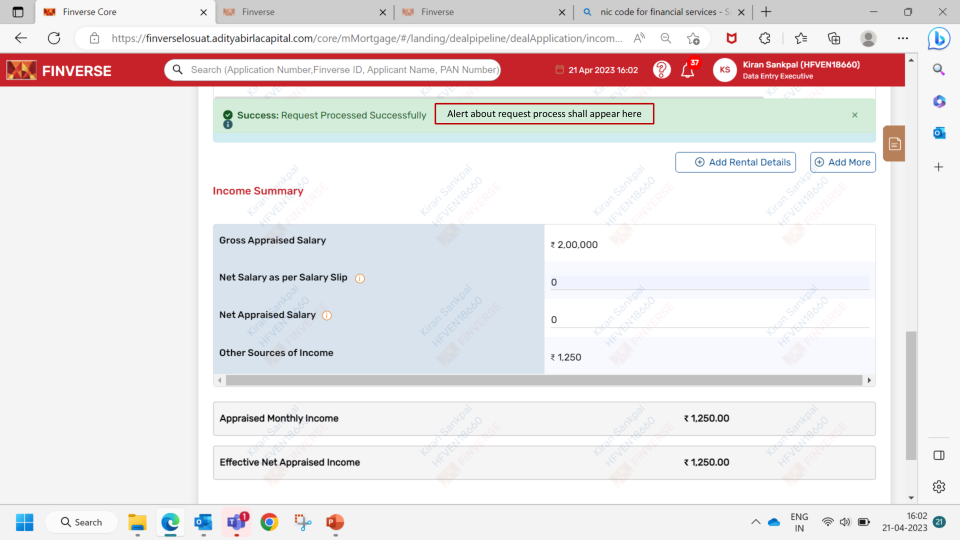 Finverse Core
Finverse
Finverse
nic code for financial services - S
https://finverselosuat.adityabirlacapital.com/core/mMortgage/#/landing/dealpipeline/dealApplication/incom...
FINVERSE
Search (Application Number,Finverse ID, Applicant Name, PAN Number)
21 Apr 2023 16:02
37
KS
Kiran Sankpal (HFVEN18660)
Data Entry Executive
Success: Request Processed Successfully
Alert about request process shall appear here
Add Rental Details
Add More
Income Summary
Gross Appraised Salary
₹ 2,00,000
Net Salary as per Salary Slip
0
Net Appraised Salary
0
Other Sources of Income
₹ 1,250
Appraised Monthly Income
₹ 1,250.00
Effective Net Appraised Income
₹ 1,250.00
Kiran Sankpal
HFVEN18660
FINVERSE
Search
1
ENG
IN
16:02
21-04-2023
21